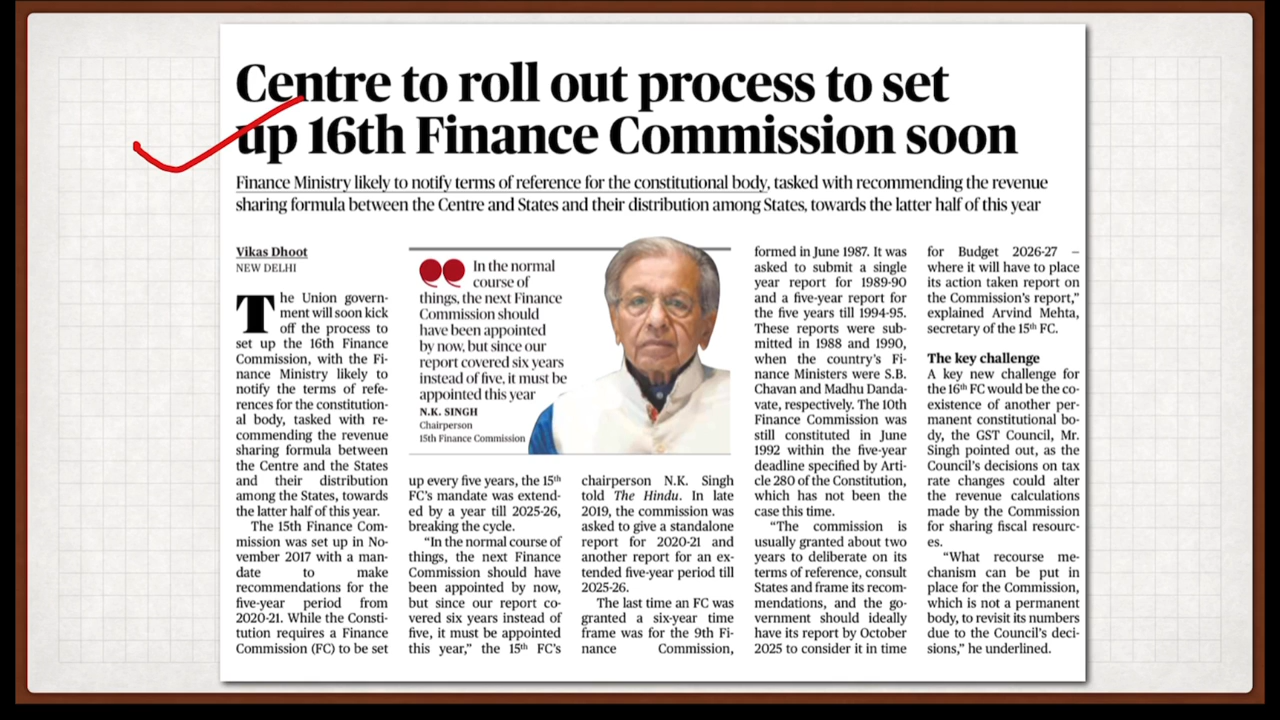 Centre to roll out process to set
up 16th Finance Commission soon
Finance Ministry likely to notify terms of reference for the constitutional body, tasked with recommending the revenue
sharing formula between the Centre and States and their distribution among States, towards the latter half of this year
Vikas Dhoot
NEW DELHI
The Union govern-
ment will soon kick
off the process to
set up the 16th Finance
Commission, with the Fi-
nance Ministry likely to
notify the terms of refe-
rences for the constitution-
al body, tasked with re-
commending the revenue
sharing formula between
the Centre and the States
and their distribution
among the States, towards
the latter half of this year.
The 15th Finance Com-
mission was set up in No-
vember 2017 with a man-
date to make
recommendations for the
five-year period from
2020-21. While the Consti-
tution requires a Finance
Commission (FC) to be set
In the normal
course of
things, the next Finance
Commission should
have been appointed
by now, but since our
report covered six years
instead of five, it must be
appointed this year
N.K. SINGH
Chairperson
15th Finance Commission
up every five years, the 15th
FC's mandate was extend-
ed by a year till 2025-26,
breaking the cycle.
“In the normal course of
things, the next Finance
Commission should have
been appointed by now,
but since our report co-
vered six years instead of
five, it must be appointed
this year,” the 15th FC's
chairperson N.K. Singh
told The Hindu. In late
2019, the commission was
asked to give a standalone
report for 2020-21 and
another report for an ex-
tended five-year period till
2025-26.
The last time an FC was
granted a six-year time
frame was for the 9th Fi-
nance Commission,
formed in June 1987. It was
asked to submit a single
year report for 1989-90
and a five-year report for
the five years till 1994-95.
These reports were sub-
mitted in 1988 and 1990,
when the country's Fi-
nance Ministers were S.B.
Chavan and Madhu Danda-
vate, respectively. The 10th
Finance Commission was
still constituted in June
1992 within the five-year
deadline specified by Arti-
cle 280 of the Constitution,
which has not been the
case this time.
“The commission is
usually granted about two
years to deliberate on its
terms of reference, consult
States and frame its recom-
mendations, and the go-
vernment should ideally
have its report by October
2025 to consider it in time
for Budget 2026-27 –
where it will have to place
its action taken report on
the Commission's report,”
explained Arvind Mehta,
secretary of the 15th FC.
The key challenge
A key new challenge for
the 16th FC would be the co-
existence of another per-
manent constitutional bo-
dy, the GST Council, Mr.
Singh pointed out, as the
Council's decisions on tax
rate changes could alter
the revenue calculations
made by the Commission
for sharing fiscal resourc-
es.
“What recourse me-
chanism can be put in
place for the Commission,
which is not a permanent
body, to revisit its numbers
due to the Council's deci-
sions,” he underlined.